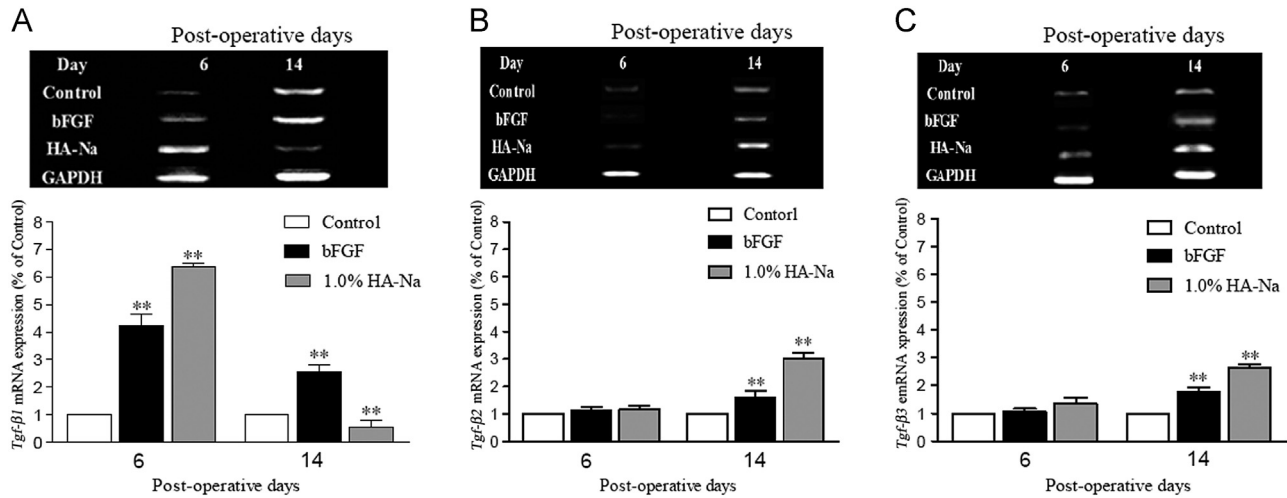 A
Post-operative days
Day 6 14
Control
bFGF
HA-Na
GAPDH
Control
bFGF
1.0% HA-Na
Tgf-β1 mRNA expression (% of Control)
8
7
6
5
4
3
2
1
0
**
**
**
**
6 14
Post-operative days
B
Post-operative days
Day 6 14
Control
bFGF
HA-Na
GAPDH
Contorl
bFGF
1.0% HA-Na
Tgf-β2 mRNA expression (% of Control)
8
7
6
5
4
3
2
1
0
**
**
6 14
Post-operative days
C
Post-operative days
Day 6 14
Control
bFGF
HA-Na
GAPDH
Control
bFGF
1.0% HA-Na
Tgf-β3 emRNA xpression (% of Control)
8
7
6
5
4
3
2
1
0
**
**
6 14
Post-operative days